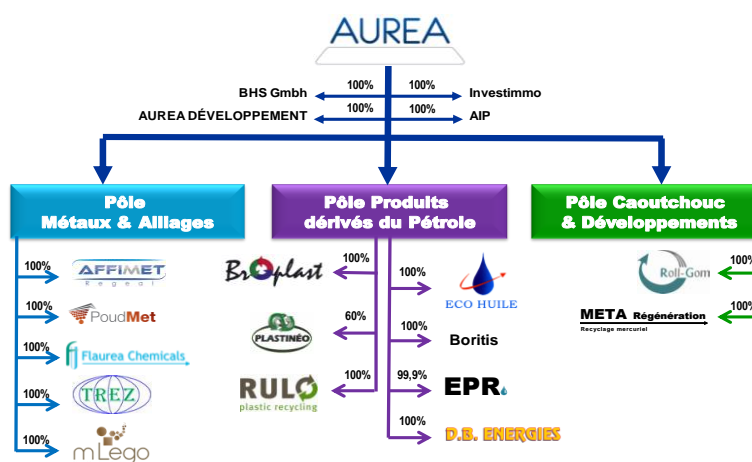 AUREA
BHS Gmbh 100% 100% Investimmo
AUREA DÉVELOPPEMENT 100% 100% AIP
Pôle
Métaux & Alliages
100% AFFIMET
Regeal
100% PoudMet
100% Flaurea Chemicals
100% TREZ
100% mLego
Pôle Produits
dérivés du Pétrole
BrOplast 100%
PLASTINÉO 60%
RULO 100%
plastic recycling
100% ECO HUILE
100% Boritis
99,9% EPR
100% D.B. ENERGIES
Pôle Caoutchouc
& Développements
Roll-Gom 100%
META Régénération 100%
Recyclage mercuriel